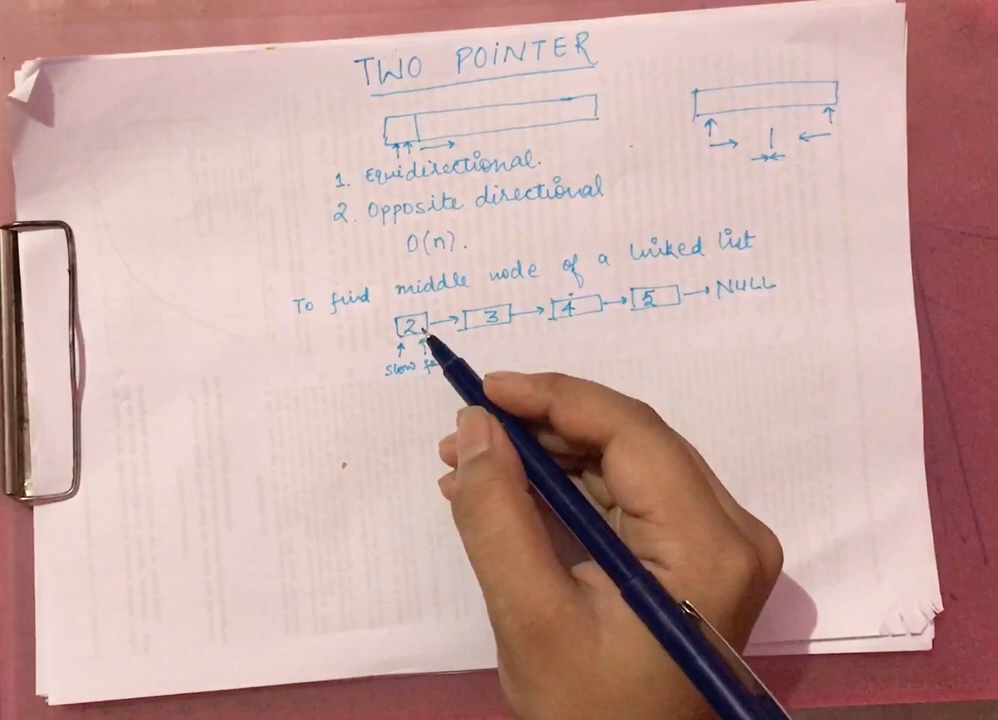 TWO POINTER
1. Equidirectional.
2. Opposite directional
O(n).
To find middle node of a linked list
2 → 3 → 4 → 5 → NULL
slow